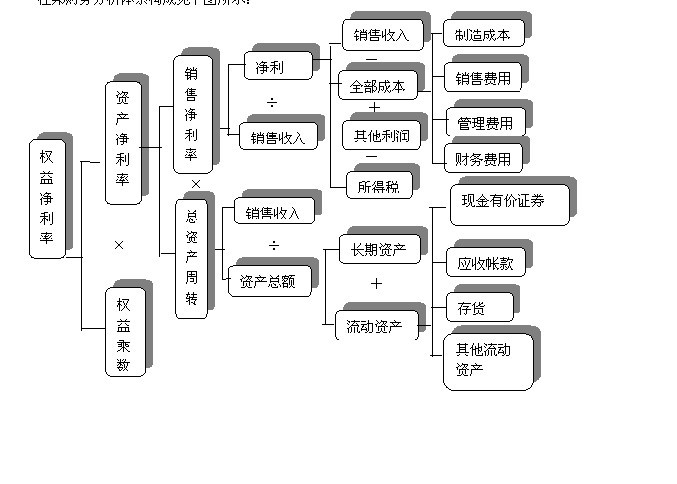 权益净利率
资产净利率
×
权益乘数
销售净利率
×
总资产周转
净利
÷
销售收入
销售收入
÷
资产总额
销售收入
－
全部成本
＋
其他利润
－
所得税
长期资产
＋
流动资产
制造成本
销售费用
管理费用
财务费用
现金有价证券
应收帐款
存货
其他流动
资产